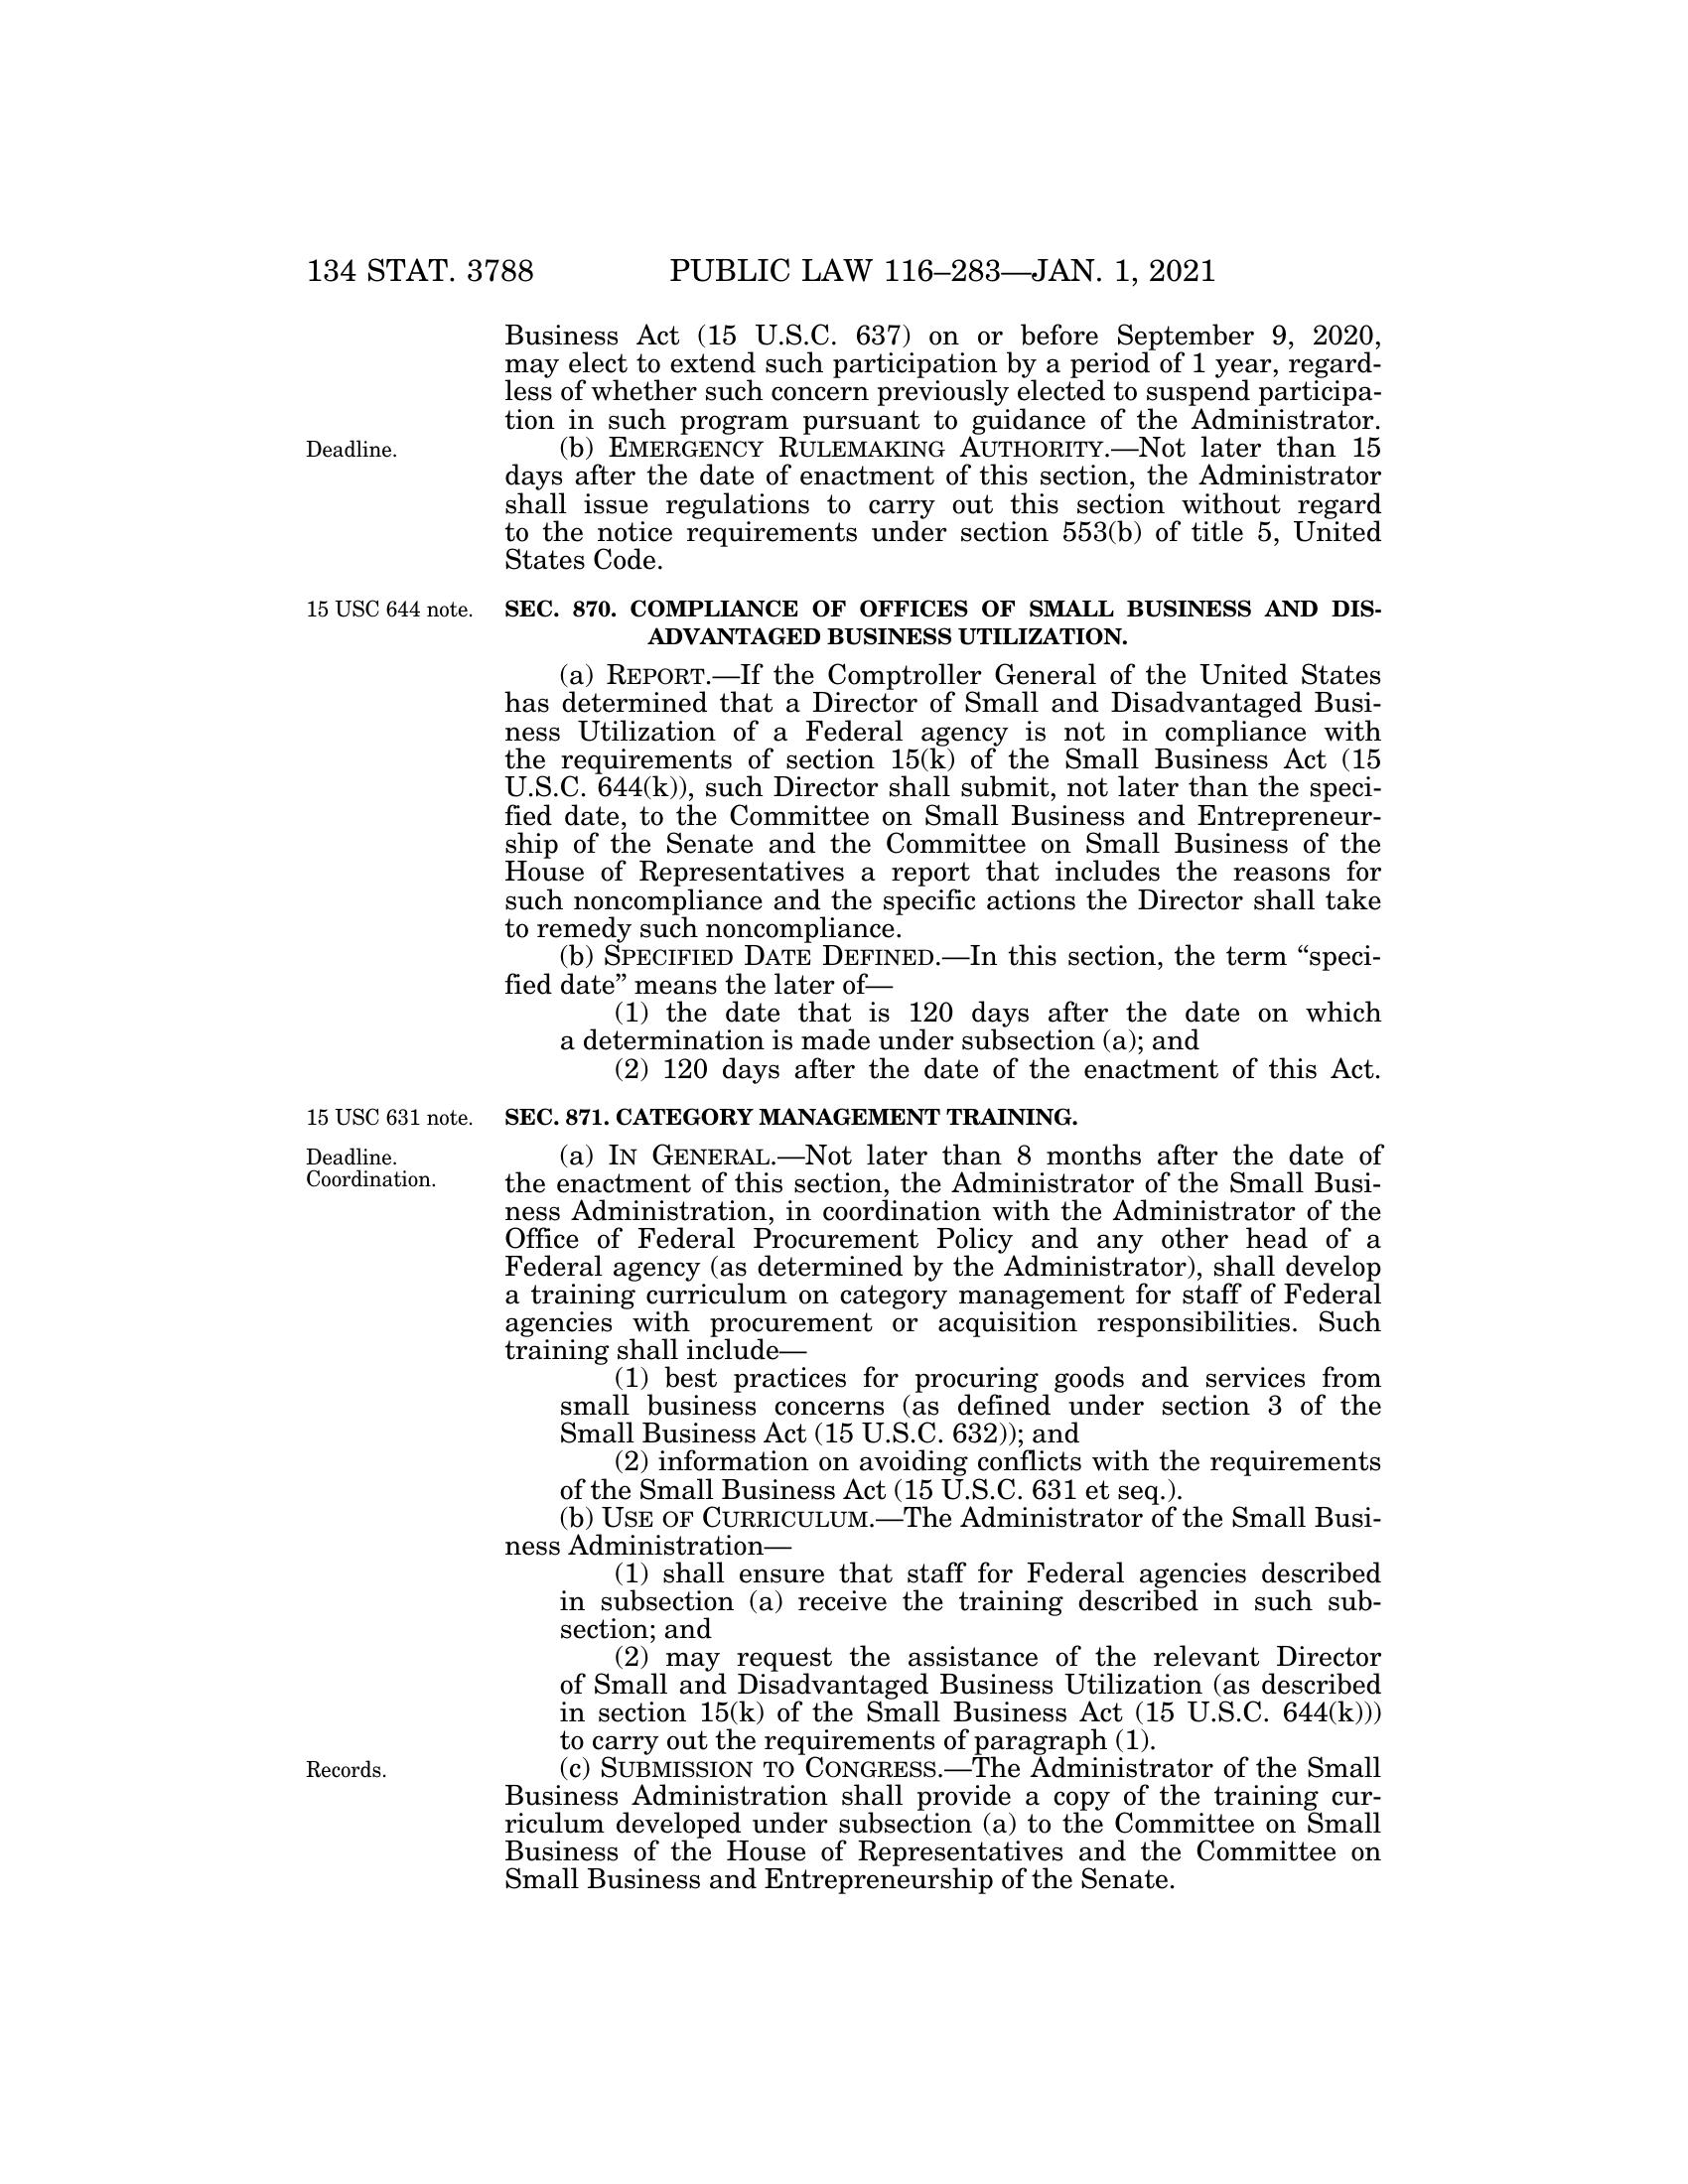 134 STAT. 3788 PUBLIC LAW 116–283—JAN. 1, 2021
Business Act (15 U.S.C. 637) on or before September 9, 2020,
may elect to extend such participation by a period of 1 year, regard-
less of whether such concern previously elected to suspend participa-
tion in such program pursuant to guidance of the Administrator.
Deadline.
(b) EMERGENCY RULEMAKING AUTHORITY.—Not later than 15
days after the date of enactment of this section, the Administrator
shall issue regulations to carry out this section without regard
to the notice requirements under section 553(b) of title 5, United
States Code.
15 USC 644 note.
SEC. 870. COMPLIANCE OF OFFICES OF SMALL BUSINESS AND DIS-
ADVANTAGED BUSINESS UTILIZATION.
(a) REPORT.—If the Comptroller General of the United States
has determined that a Director of Small and Disadvantaged Busi-
ness Utilization of a Federal agency is not in compliance with
the requirements of section 15(k) of the Small Business Act (15
U.S.C. 644(k)), such Director shall submit, not later than the speci-
fied date, to the Committee on Small Business and Entrepreneur-
ship of the Senate and the Committee on Small Business of the
House of Representatives a report that includes the reasons for
such noncompliance and the specific actions the Director shall take
to remedy such noncompliance.
(b) SPECIFIED DATE DEFINED.—In this section, the term “speci-
fied date” means the later of—
(1) the date that is 120 days after the date on which
a determination is made under subsection (a); and
(2) 120 days after the date of the enactment of this Act.
15 USC 631 note.
SEC. 871. CATEGORY MANAGEMENT TRAINING.
Deadline.
Coordination.
(a) IN GENERAL.—Not later than 8 months after the date of
the enactment of this section, the Administrator of the Small Busi-
ness Administration, in coordination with the Administrator of the
Office of Federal Procurement Policy and any other head of a
Federal agency (as determined by the Administrator), shall develop
a training curriculum on category management for staff of Federal
agencies with procurement or acquisition responsibilities. Such
training shall include—
(1) best practices for procuring goods and services from
small business concerns (as defined under section 3 of the
Small Business Act (15 U.S.C. 632)); and
(2) information on avoiding conflicts with the requirements
of the Small Business Act (15 U.S.C. 631 et seq.).
(b) USE OF CURRICULUM.—The Administrator of the Small Busi-
ness Administration—
(1) shall ensure that staff for Federal agencies described
in subsection (a) receive the training described in such sub-
section; and
(2) may request the assistance of the relevant Director
of Small and Disadvantaged Business Utilization (as described
in section 15(k) of the Small Business Act (15 U.S.C. 644(k)))
to carry out the requirements of paragraph (1).
Records.
(c) SUBMISSION TO CONGRESS.—The Administrator of the Small
Business Administration shall provide a copy of the training cur-
riculum developed under subsection (a) to the Committee on Small
Business of the House of Representatives and the Committee on
Small Business and Entrepreneurship of the Senate.